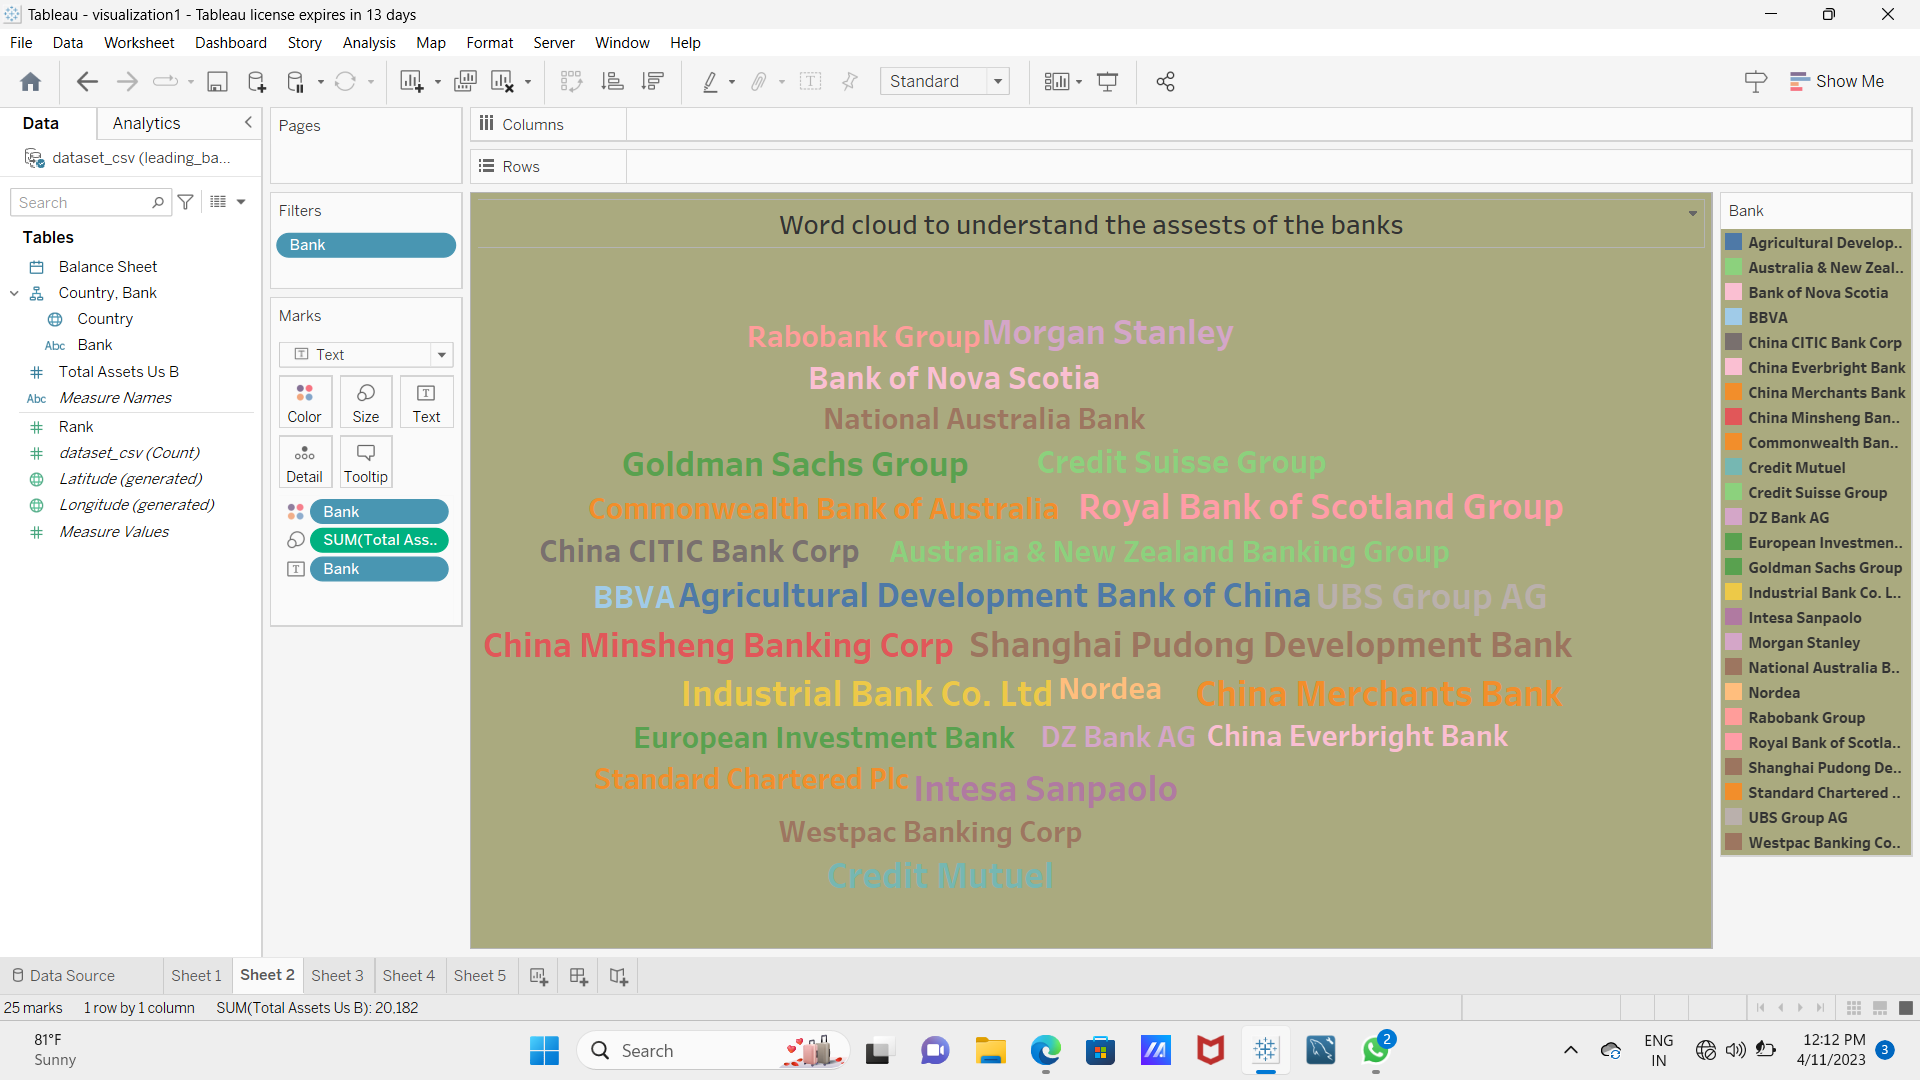 Tableau - visualization1 - Tableau license expires in 13 days
File Data Worksheet Dashboard Story Analysis Map Format Server Window Help
Standard
Show Me
Data Analytics
dataset_csv (leading_ba...
Search
Tables
Balance Sheet
Country, Bank
Country
Abc Bank
Total Assets Us B
Abc Measure Names
Rank
dataset_csv (Count)
Latitude (generated)
Longitude (generated)
Measure Values
Pages
Filters
Bank
Marks
Text
Color Size Text
Detail Tooltip
Bank
SUM(Total Ass..
Bank
Columns
Rows
Word cloud to understand the assests of the banks
Rabobank Group Morgan Stanley
Bank of Nova Scotia
National Australia Bank
Goldman Sachs Group Credit Suisse Group
Commonwealth Bank of Australia Royal Bank of Scotland Group
China CITIC Bank Corp Australia & New Zealand Banking Group
BBVA Agricultural Development Bank of China UBS Group AG
China Minsheng Banking Corp Shanghai Pudong Development Bank
Industrial Bank Co. Ltd Nordea China Merchants Bank
European Investment Bank DZ Bank AG China Everbright Bank
Standard Chartered Plc Intesa Sanpaolo
Westpac Banking Corp
Credit Mutuel
Bank
Agricultural Develop..
Australia & New Zeal..
Bank of Nova Scotia
BBVA
China CITIC Bank Corp
China Everbright Bank
China Merchants Bank
China Minsheng Ban..
Commonwealth Ban..
Credit Mutuel
Credit Suisse Group
DZ Bank AG
European Investmen..
Goldman Sachs Group
Industrial Bank Co. L..
Intesa Sanpaolo
Morgan Stanley
National Australia B..
Nordea
Rabobank Group
Royal Bank of Scotla..
Shanghai Pudong De..
Standard Chartered ..
UBS Group AG
Westpac Banking Co..
Data Source Sheet 1 Sheet 2 Sheet 3 Sheet 4 Sheet 5
25 marks 1 row by 1 column SUM(Total Assets Us B): 20,182
81°F
Sunny
Search
2
ENG
IN
12:12 PM
4/11/2023
3